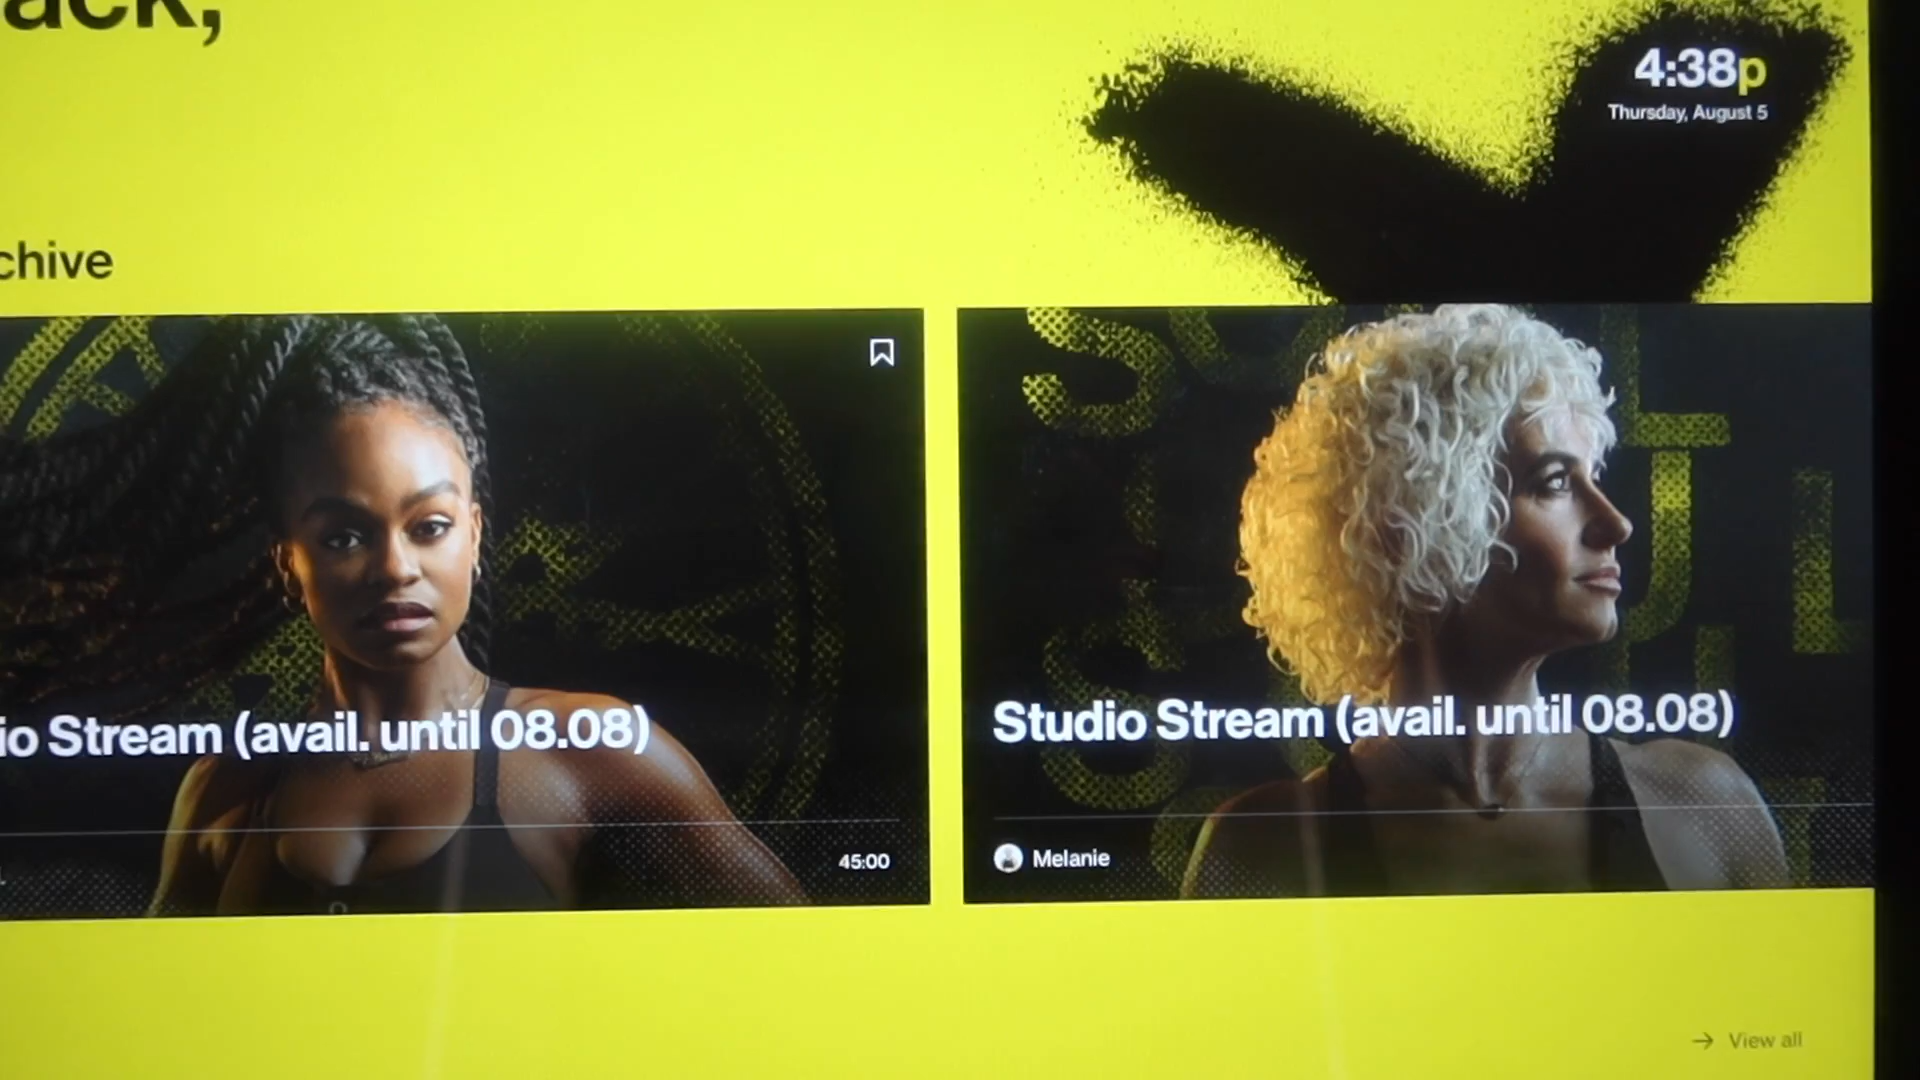 ack,
4:38p
Thursday, August 5
chive
io Stream (avail. until 08.08)
45:00
Studio Stream (avail. until 08.08)
Melanie
SOUL
→ View all